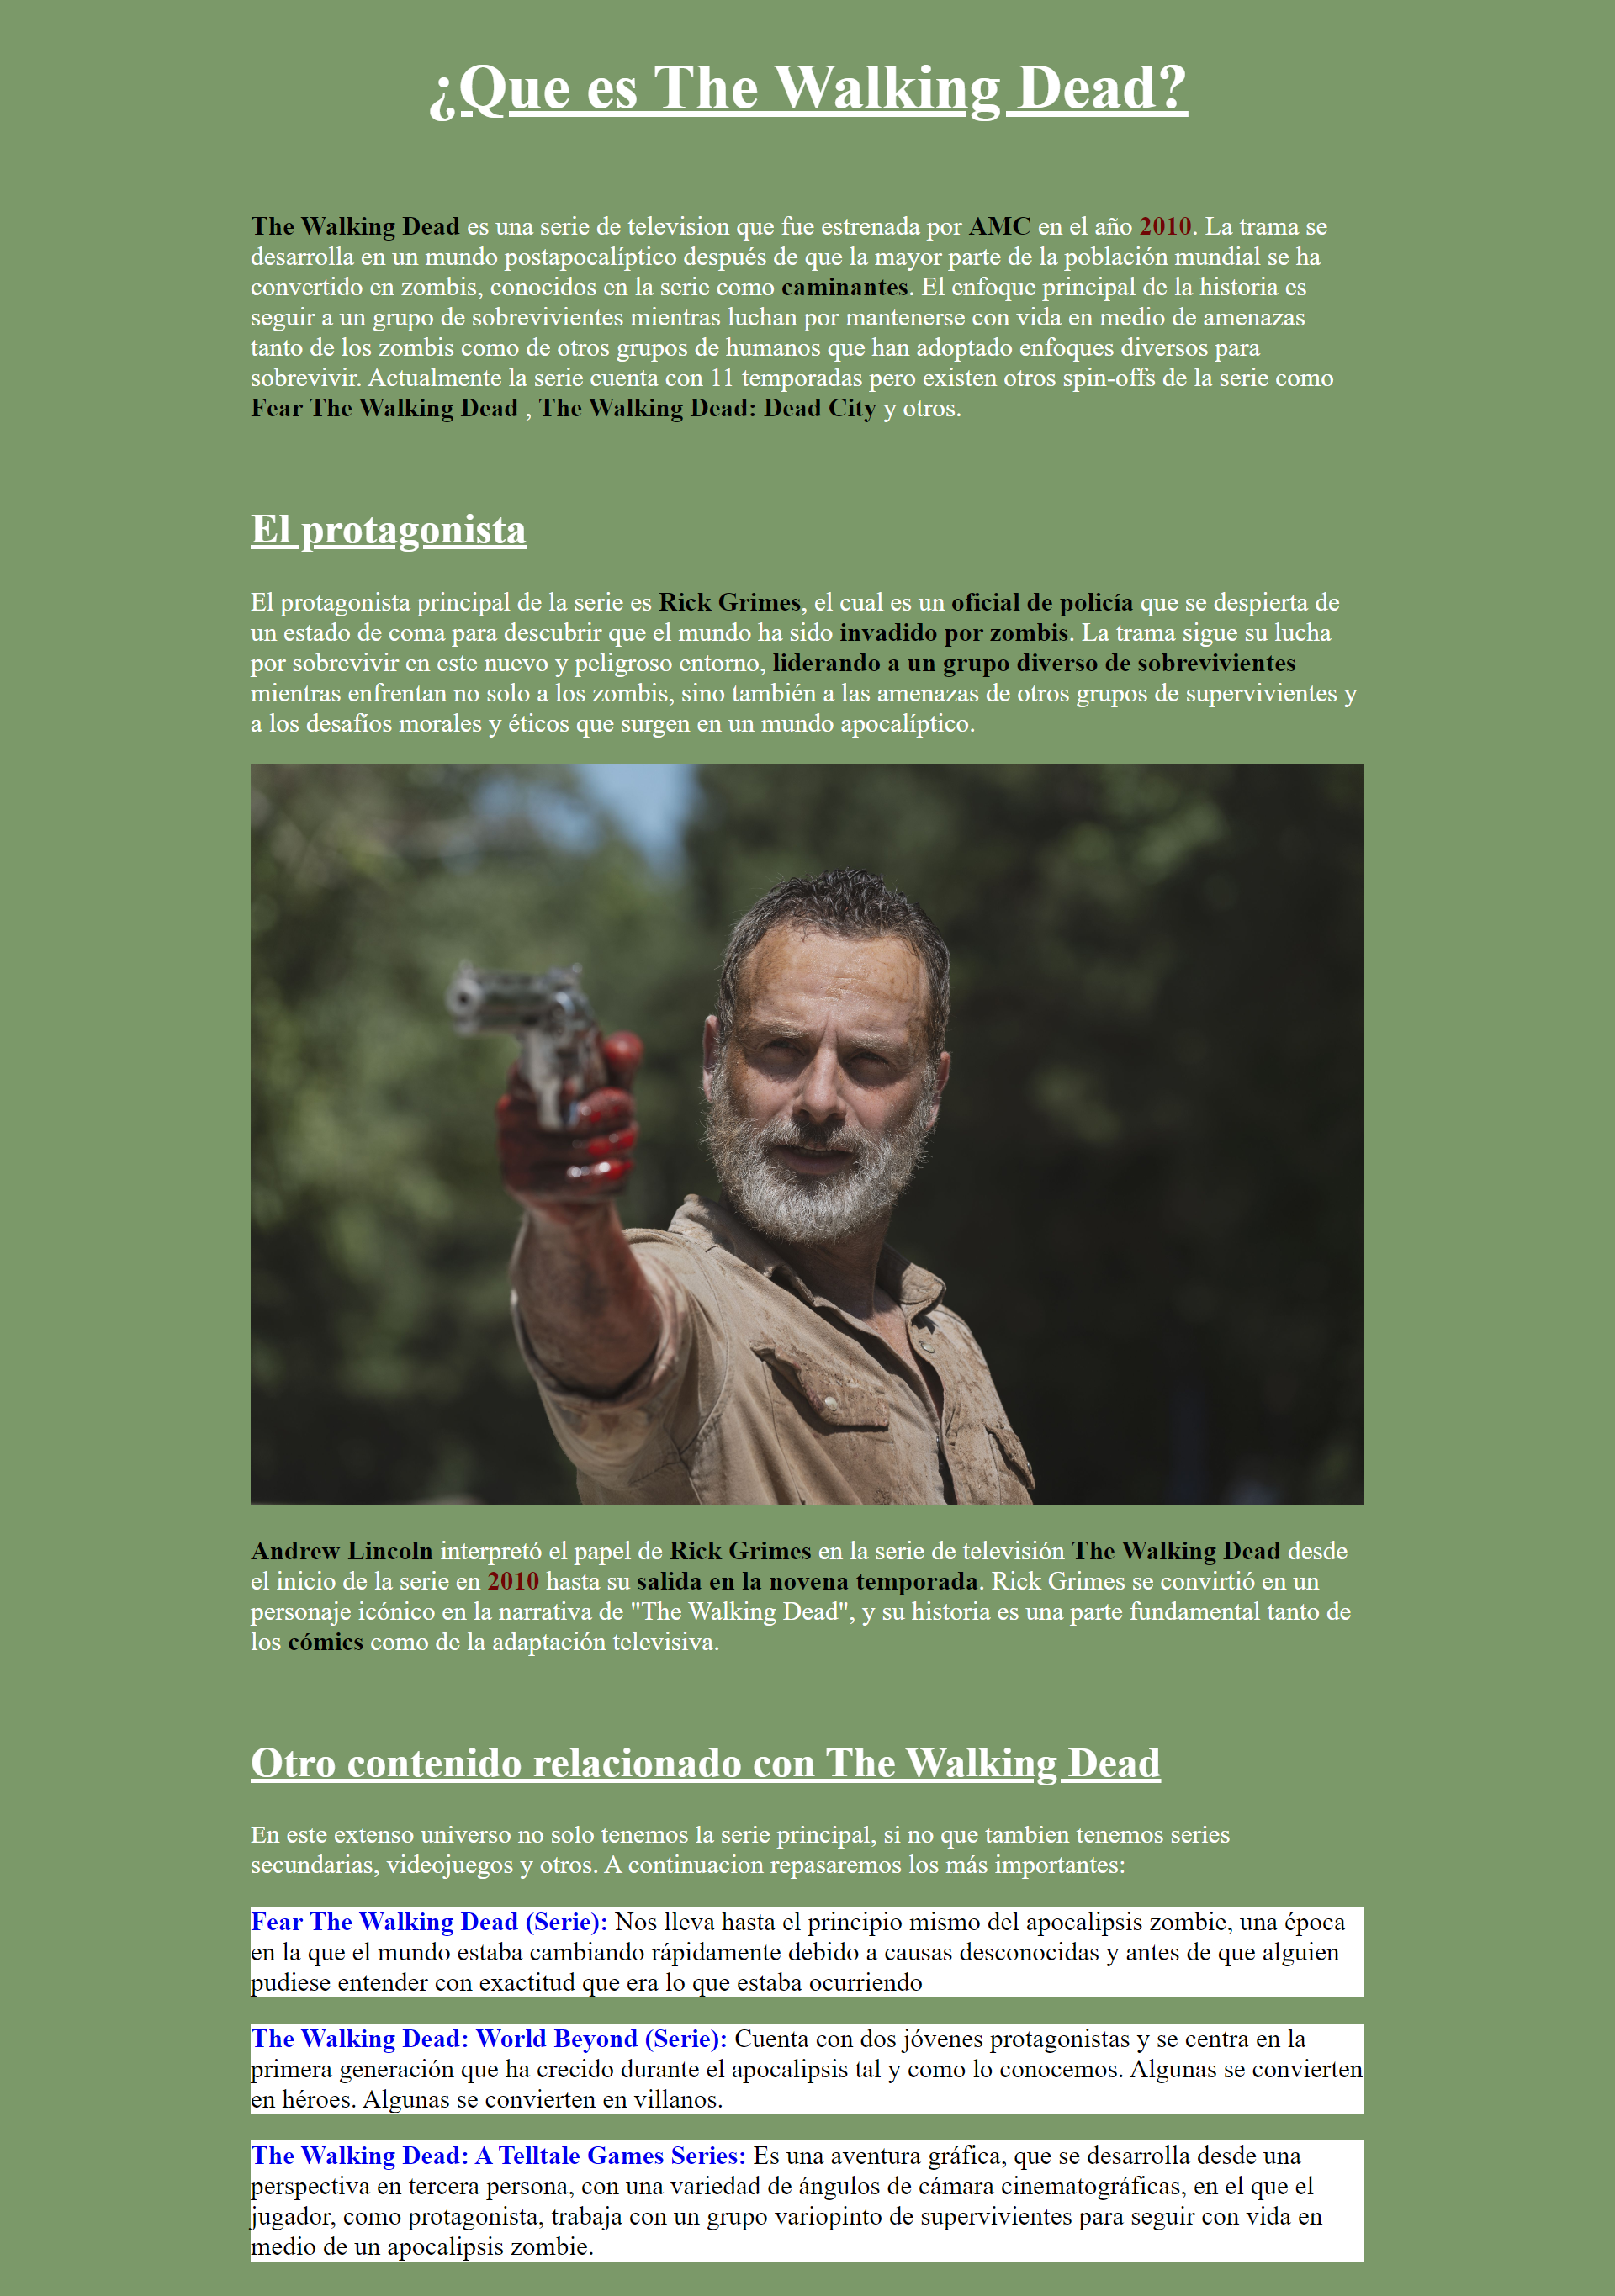 ¿Que es The Walking Dead?
The Walking Dead es una serie de television que fue estrenada por AMC en el año 2010. La trama se
desarrolla en un mundo postapocalíptico después de que la mayor parte de la población mundial se ha
convertido en zombis, conocidos en la serie como caminantes. El enfoque principal de la historia es
seguir a un grupo de sobrevivientes mientras luchan por mantenerse con vida en medio de amenazas
tanto de los zombis como de otros grupos de humanos que han adoptado enfoques diversos para
sobrevivir. Actualmente la serie cuenta con 11 temporadas pero existen otros spin-offs de la serie como
Fear The Walking Dead , The Walking Dead: Dead City y otros.
El protagonista
El protagonista principal de la serie es Rick Grimes, el cual es un oficial de policía que se despierta de
un estado de coma para descubrir que el mundo ha sido invadido por zombis. La trama sigue su lucha
por sobrevivir en este nuevo y peligroso entorno, liderando a un grupo diverso de sobrevivientes
mientras enfrentan no solo a los zombis, sino también a las amenazas de otros grupos de supervivientes y
a los desafíos morales y éticos que surgen en un mundo apocalíptico.
Andrew Lincoln interpretó el papel de Rick Grimes en la serie de televisión The Walking Dead desde
el inicio de la serie en 2010 hasta su salida en la novena temporada. Rick Grimes se convirtió en un
personaje icónico en la narrativa de "The Walking Dead", y su historia es una parte fundamental tanto de
los cómics como de la adaptación televisiva.
Otro contenido relacionado con The Walking Dead
En este extenso universo no solo tenemos la serie principal, si no que tambien tenemos series
secundarias, videojuegos y otros. A continuacion repasaremos los más importantes:
Fear The Walking Dead (Serie): Nos lleva hasta el principio mismo del apocalipsis zombie, una época
en la que el mundo estaba cambiando rápidamente debido a causas desconocidas y antes de que alguien
pudiese entender con exactitud que era lo que estaba ocurriendo
The Walking Dead: World Beyond (Serie): Cuenta con dos jóvenes protagonistas y se centra en la
primera generación que ha crecido durante el apocalipsis tal y como lo conocemos. Algunas se convierten
en héroes. Algunas se convierten en villanos.
The Walking Dead: A Telltale Games Series: Es una aventura gráfica, que se desarrolla desde una
perspectiva en tercera persona, con una variedad de ángulos de cámara cinematográficas, en el que el
jugador, como protagonista, trabaja con un grupo variopinto de supervivientes para seguir con vida en
medio de un apocalipsis zombie.